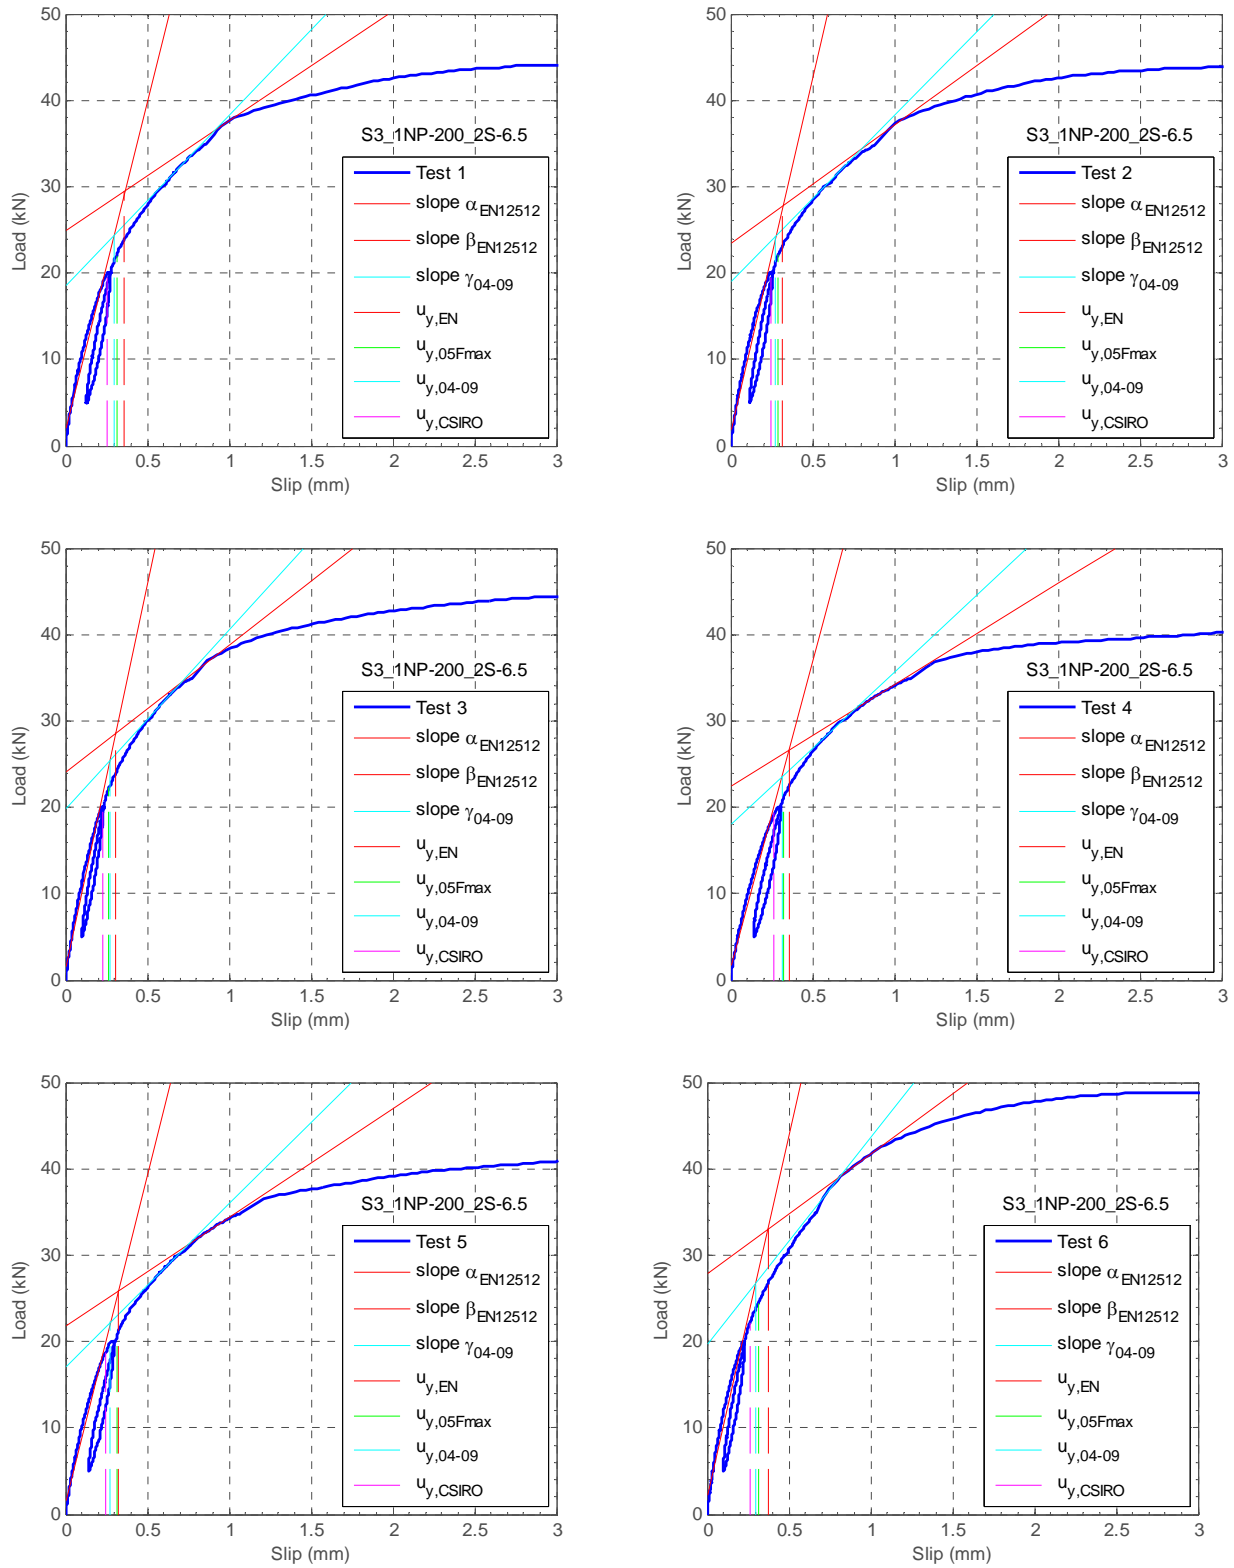 50
40
30
20
10
0
Load (kN)
S3_1NP-200_2S-6.5
Test 1
slope αEN12512
slope βEN12512
slope γ04-09
uy,EN
uy,05Fmax
uy,04-09
uy,CSIRO
0 0.5 1 1.5 2 2.5 3
Slip (mm)
50
40
30
20
10
0
Load (kN)
S3_1NP-200_2S-6.5
Test 2
slope αEN12512
slope βEN12512
slope γ04-09
uy,EN
uy,05Fmax
uy,04-09
uy,CSIRO
0 0.5 1 1.5 2 2.5 3
Slip (mm)
50
40
30
20
10
0
Load (kN)
S3_1NP-200_2S-6.5
Test 3
slope αEN12512
slope βEN12512
slope γ04-09
uy,EN
uy,05Fmax
uy,04-09
uy,CSIRO
0 0.5 1 1.5 2 2.5 3
Slip (mm)
50
40
30
20
10
0
Load (kN)
S3_1NP-200_2S-6.5
Test 4
slope αEN12512
slope βEN12512
slope γ04-09
uy,EN
uy,05Fmax
uy,04-09
uy,CSIRO
0 0.5 1 1.5 2 2.5 3
Slip (mm)
50
40
30
20
10
0
Load (kN)
S3_1NP-200_2S-6.5
Test 5
slope αEN12512
slope βEN12512
slope γ04-09
uy,EN
uy,05Fmax
uy,04-09
uy,CSIRO
0 0.5 1 1.5 2 2.5 3
Slip (mm)
50
40
30
20
10
0
Load (kN)
S3_1NP-200_2S-6.5
Test 6
slope αEN12512
slope βEN12512
slope γ04-09
uy,EN
uy,05Fmax
uy,04-09
uy,CSIRO
0 0.5 1 1.5 2 2.5 3
Slip (mm)